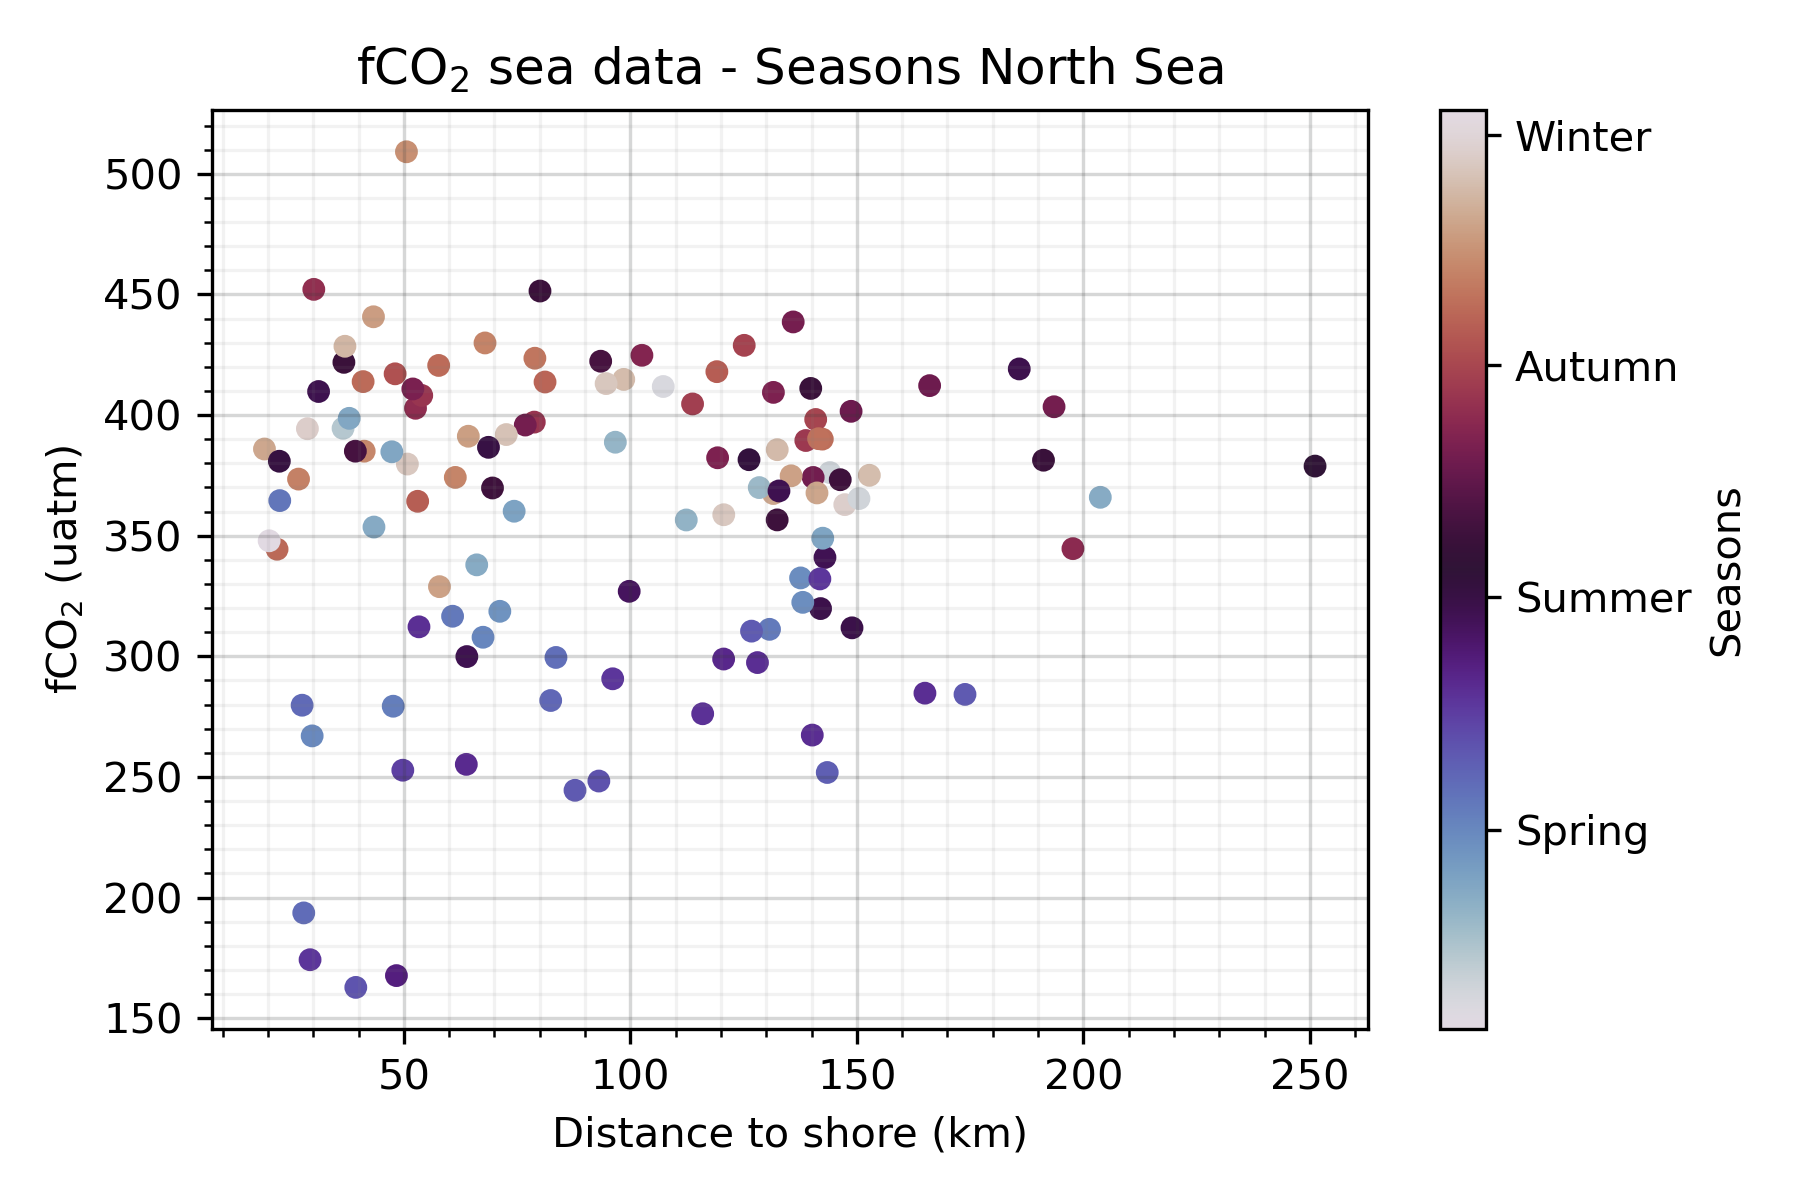 fCO₂ sea data - Seasons North Sea
500
450
400
350
300
250
200
150
fCO₂ (uatm)
50 100 150 200 250
Distance to shore (km)
Winter
Autumn
Summer
Spring
Seasons